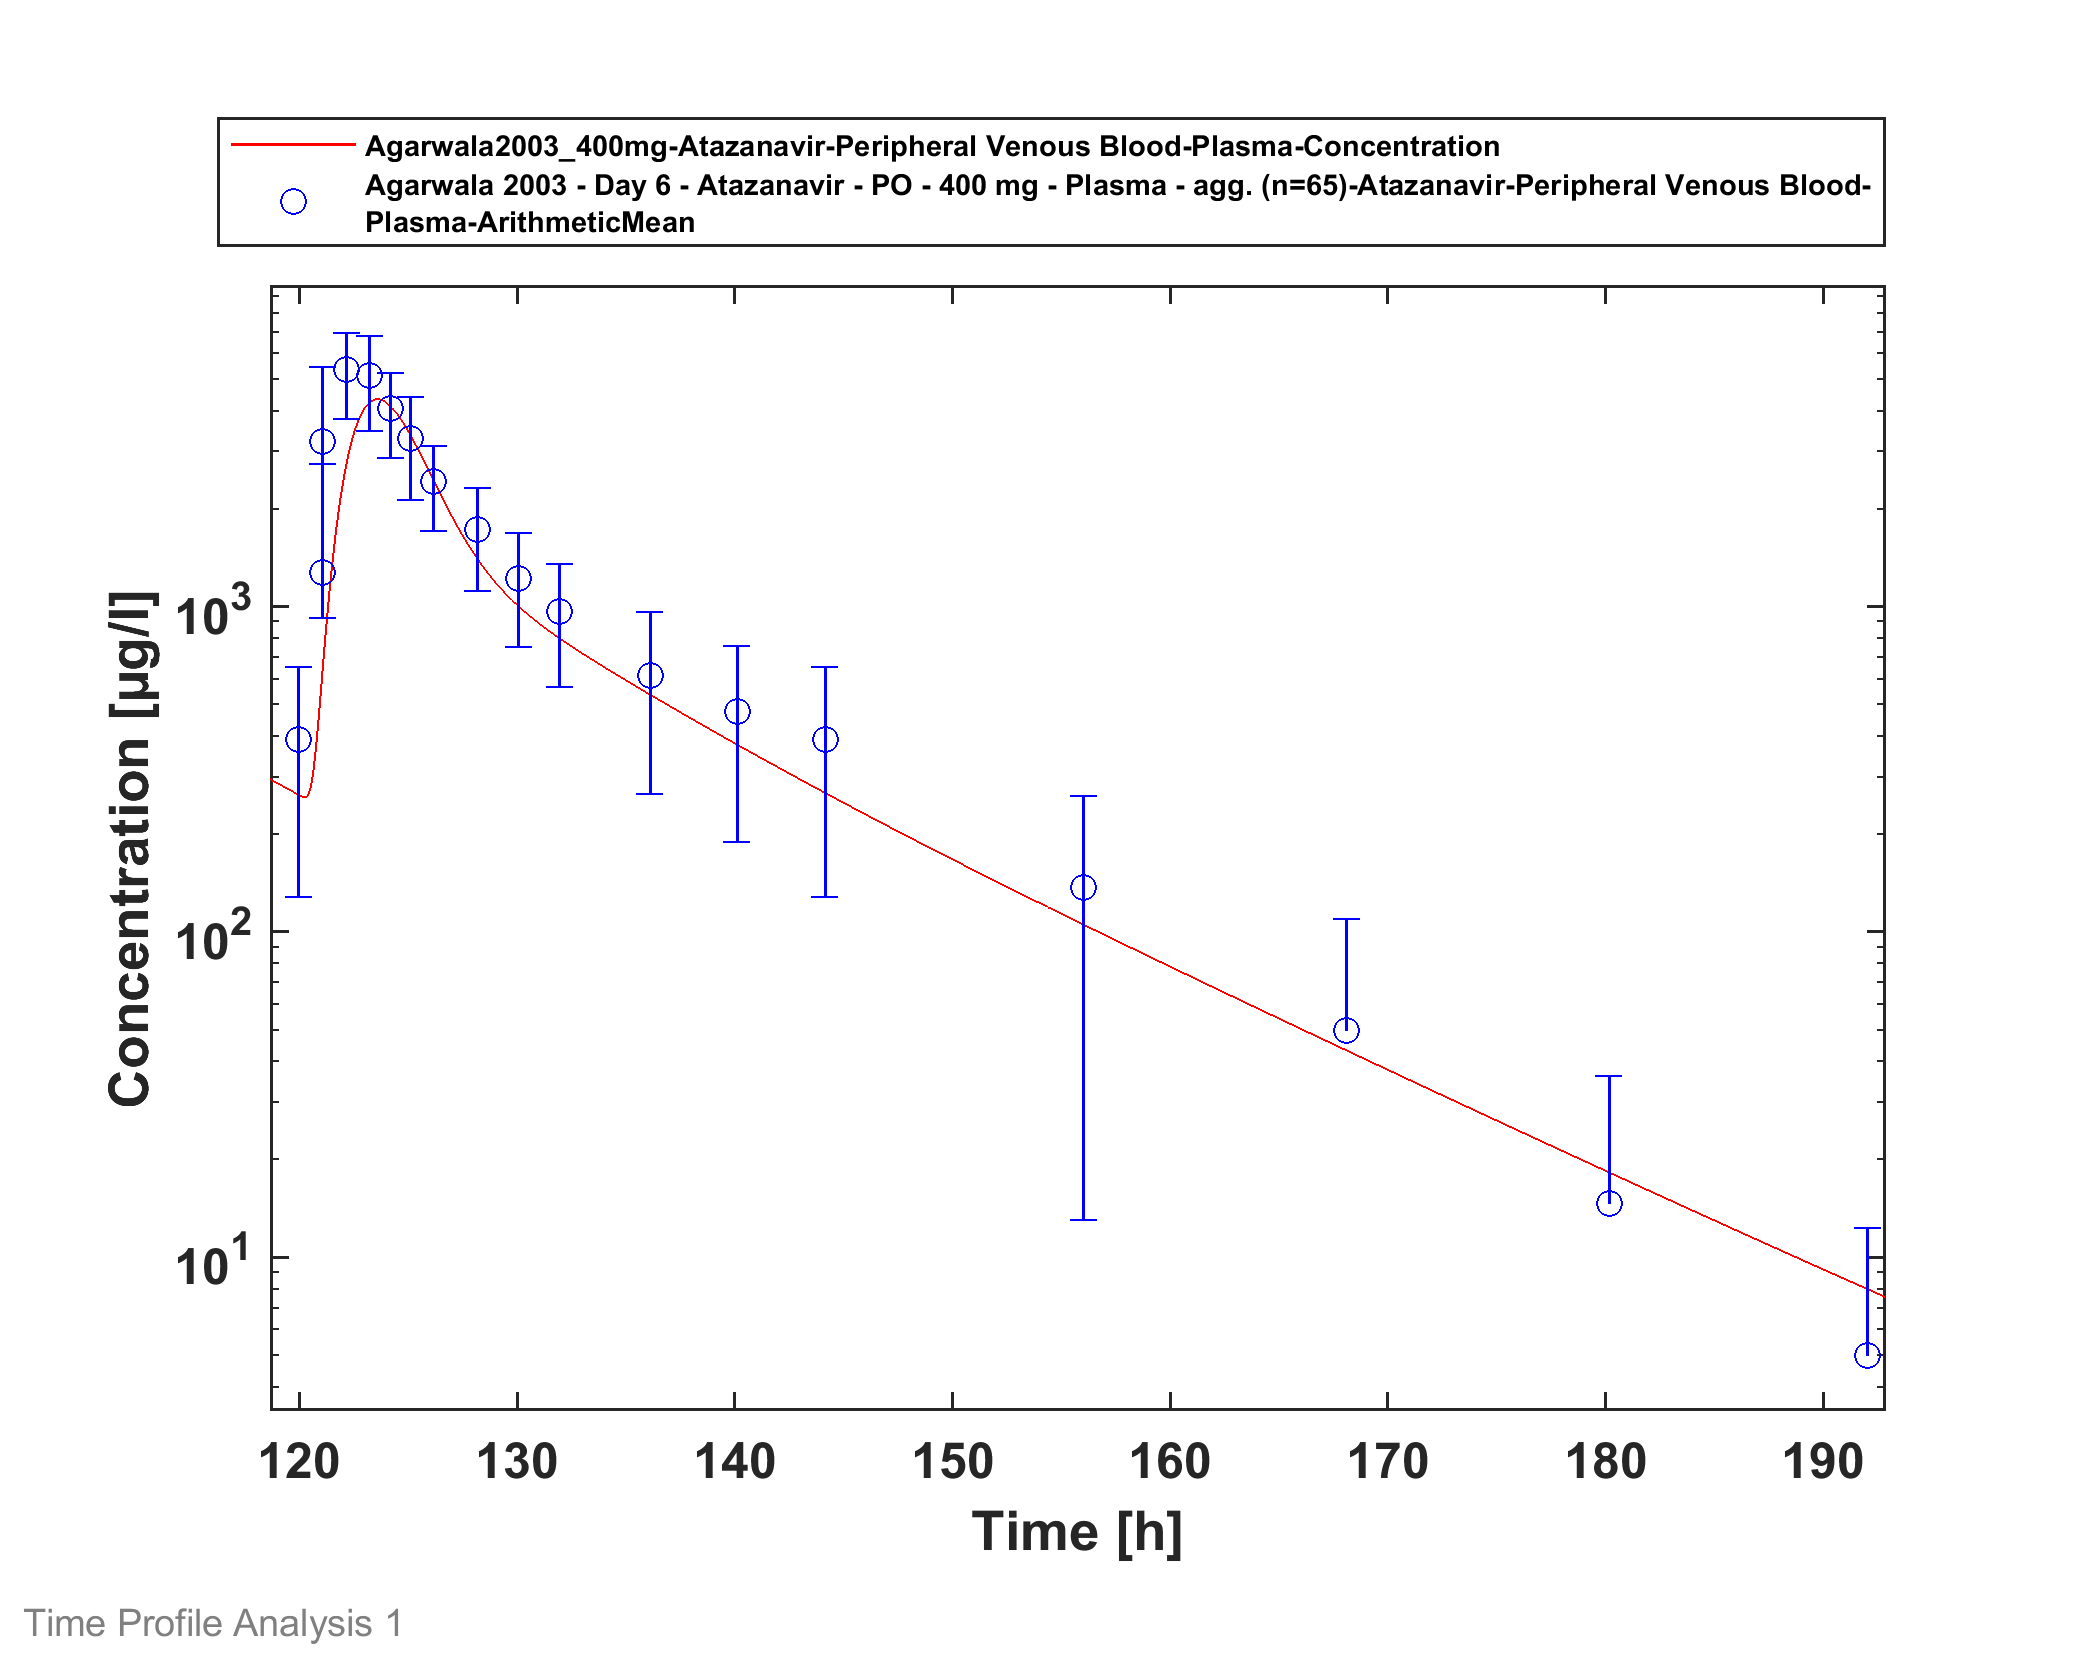 Agarwala2003_400mg-Atazanavir-Peripheral Venous Blood-Plasma-Concentration
Agarwala 2003 - Day 6 - Atazanavir - PO - 400 mg - Plasma - agg. (n=65)-Atazanavir-Peripheral Venous Blood-
Plasma-ArithmeticMean
Concentration [µg/l]
10³
10²
10¹
120 130 140 150 160 170 180 190
Time [h]
Time Profile Analysis 1